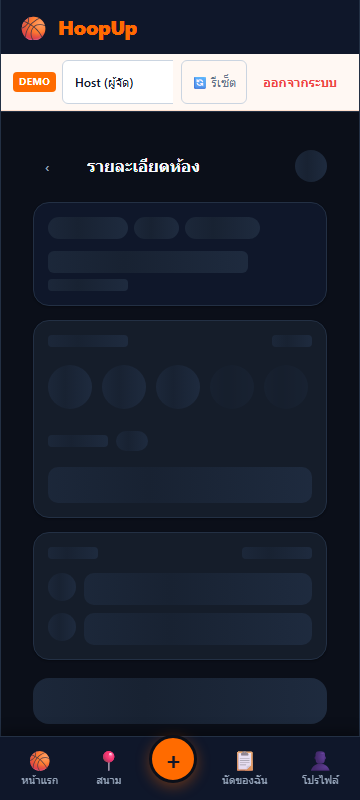 HoopUp
DEMO Host (ผู้จัด) รีเซ็ต ออกจากระบบ
‹ รายละเอียดห้อง
+
หน้าแรก สนาม นัดของฉัน โปรไฟล์